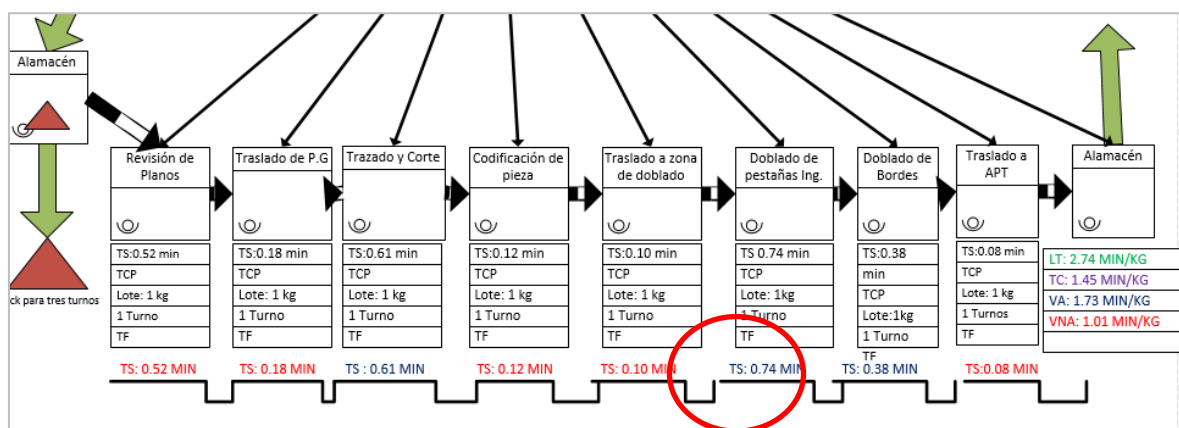 Alamacén
ck para tres turnos
Revisión de
Planos
TS:0.52 min
TCP
Lote: 1 kg
1 Turno
TF
TS: 0.52 MIN
Traslado de P.G
TS:0.18 min
TCP
Lote: 1 kg
1 Turno
TF
TS: 0.18 MIN
Trazado y Corte
TS:0.61 min
TCP
Lote: 1 kg
1 Turno
TF
TS : 0.61 MIN
Codificación de
pieza
TS:0.12 min
TCP
Lote: 1 kg
1 Turno
TF
TS: 0.12 MIN
Traslado a zona
de doblado
TS:0.10 min
TCP
Lote: 1 kg
1 Turno
TF
TS: 0.10 MIN
Doblado de
pestañas Ing.
TS 0.74 min
TCP
Lote: 1kg
1 Turno
TF
TS: 0.74 MIN
Doblado de
Bordes
TS:0.38
min
TCP
Lote:1kg
1 Turno
TF
TS: 0.38 MIN
Traslado a
APT
TS:0.08 min
TCP
Lote: 1 kg
1 Turnos
TF
TS:0.08 MIN
Alamacén
LT: 2.74 MIN/KG
TC: 1.45 MIN/KG
VA: 1.73 MIN/KG
VNA: 1.01 MIN/KG